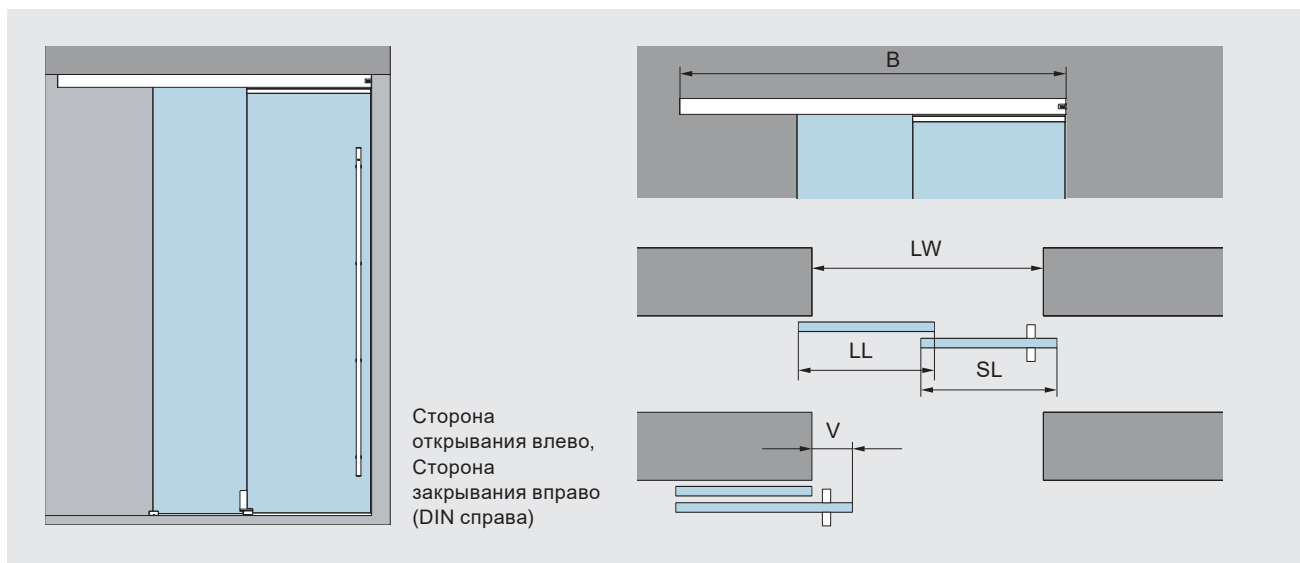 B
LW
LL
SL
V
Сторона
открывания влево,
Сторона
закрывания вправо
(DIN справа)